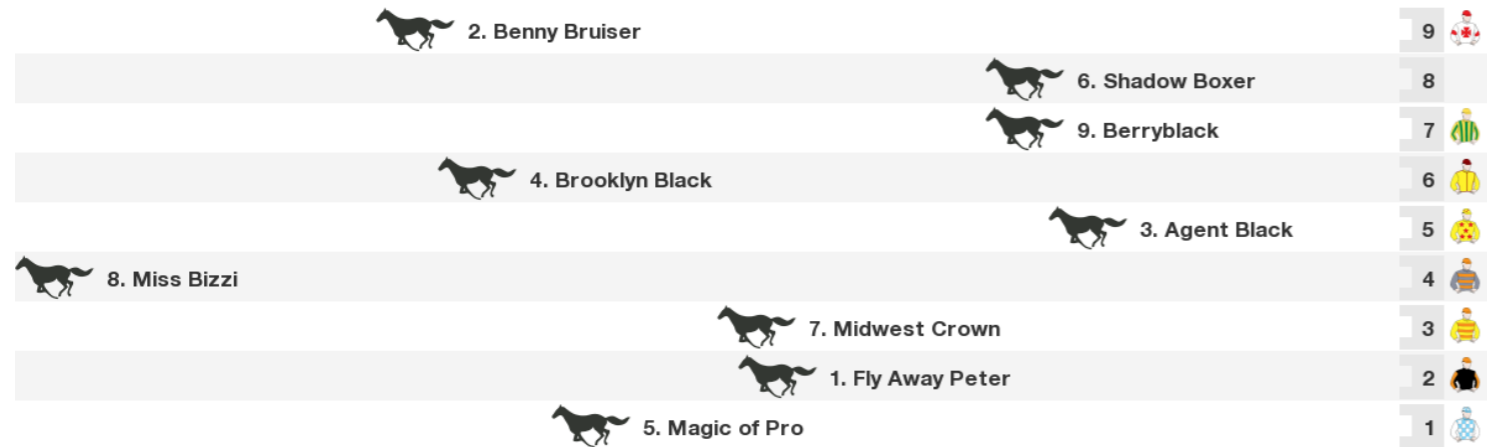 2. Benny Bruiser 9
6. Shadow Boxer 8
9. Berryblack 7
4. Brooklyn Black 6
3. Agent Black 5
8. Miss Bizzi 4
7. Midwest Crown 3
1. Fly Away Peter 2
5. Magic of Pro 1